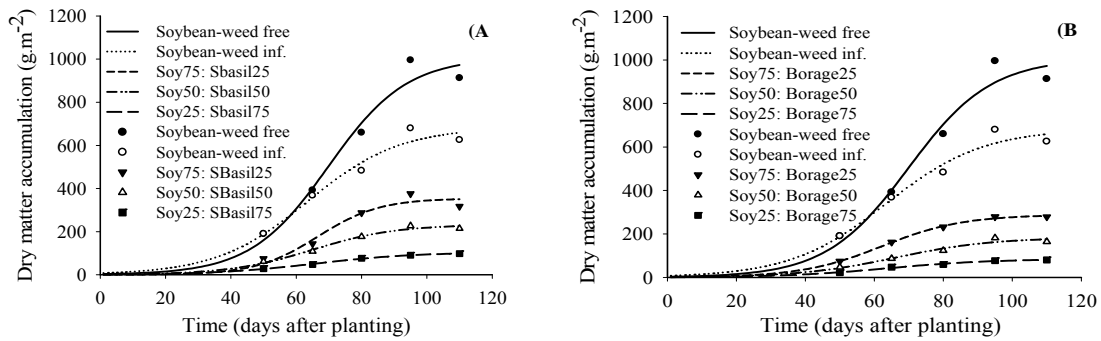 Dry matter accumulation (g.m-2)
1200
1000
800
600
400
200
0
(A
Soybean-weed free
Soybean-weed inf.
Soy75: Sbasil25
Soy50: Sbasil50
Soy25: Sbasil75
Soybean-weed free
Soybean-weed inf.
Soy75: SBasil25
Soy50: SBasil50
Soy25: SBasil75
0 20 40 60 80 100 120
Time (days after planting)
Dry matter accumulation (g.m-2)
1200
1000
800
600
400
200
0
(B
Soybean-weed free
Soybean-weed inf.
Soy75: Borage25
Soy50: Borage50
Soy25: Borage75
Soybean-weed free
Soybean-weed inf.
Soy75: Borage25
Soy50: Borage50
Soy25: Borage75
0 20 40 60 80 100 120
Time (days after planting)